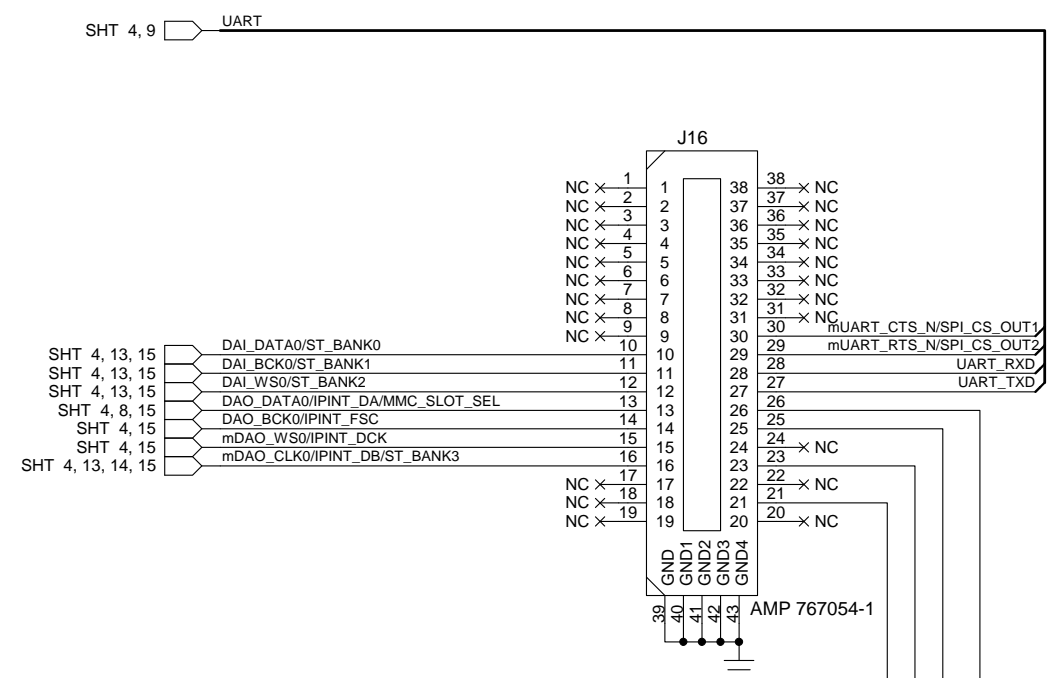 UART
SHT 4, 9
J16
NC 1 1 38 38 NC
NC 2 2 37 37 NC
NC 3 3 36 36 NC
NC 4 4 35 35 NC
NC 5 5 34 34 NC
NC 6 6 33 33 NC
NC 7 7 32 32 NC
NC 8 8 31 31 NC
NC 9 9 30 30 mUART_CTS_N/SPI_CS_OUT1
SHT 4, 13, 15 DAI_DATA0/ST_BANK0 10 10 29 29 mUART_RTS_N/SPI_CS_OUT2
SHT 4, 13, 15 DAI_BCK0/ST_BANK1 11 11 28 28 UART_RXD
SHT 4, 13, 15 DAI_WS0/ST_BANK2 12 12 27 27 UART_TXD
SHT 4, 8, 15 DAO_DATA0/IPINT_DA/MMC_SLOT_SEL 13 13 26 26
SHT 4, 15 DAO_BCK0/IPINT_FSC 14 14 25 25
SHT 4, 15 mDAO_WS0/IPINT_DCK 15 15 24 24 NC
SHT 4, 13, 14, 15 mDAO_CLK0/IPINT_DB/ST_BANK3 16 16 23 23
NC 17 17 22 22 NC
NC 18 18 21 21
NC 19 19 20 20 NC
GND GND1 GND2 GND3 GND4
39 40 41 42 43
AMP 767054-1